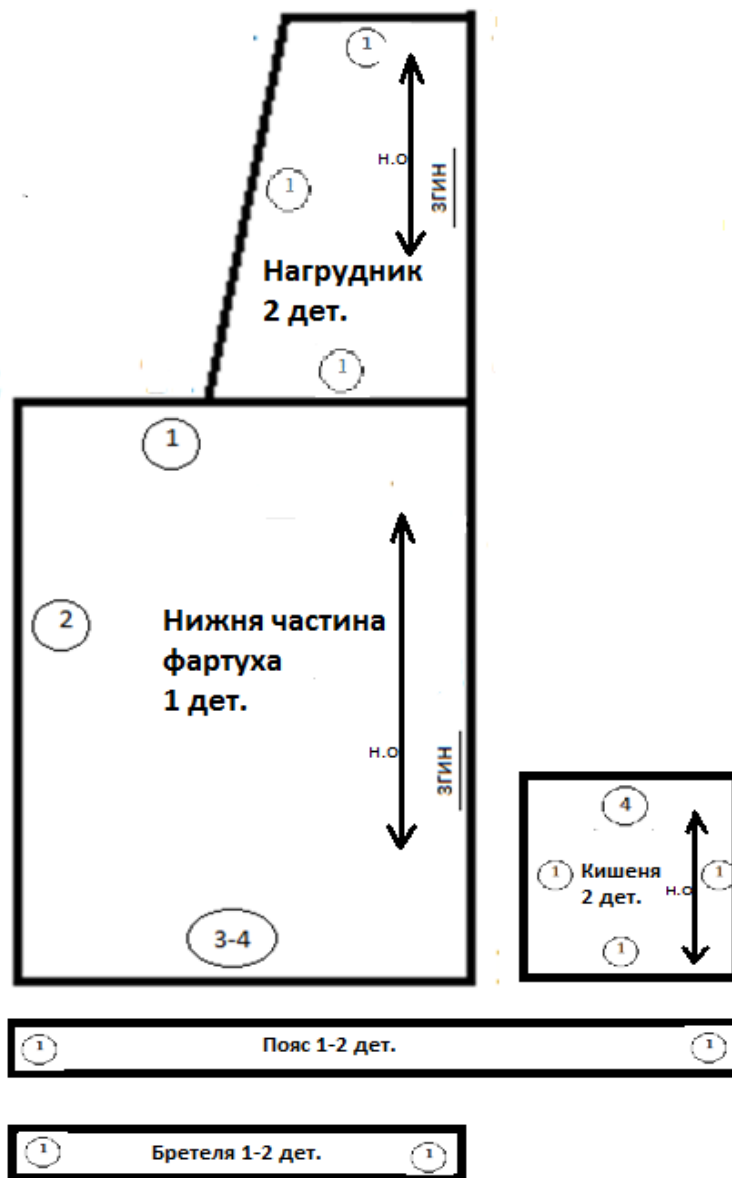 1
н.о
згин
1
Нагрудник
2 дет.
1
1
2
Нижня частина
фартуха
1 дет.
н.о
згин
3-4
4
1
Кишеня
2 дет.
н.о
1
1
1
Пояс 1-2 дет.
1
1
Бретеля 1-2 дет.
1